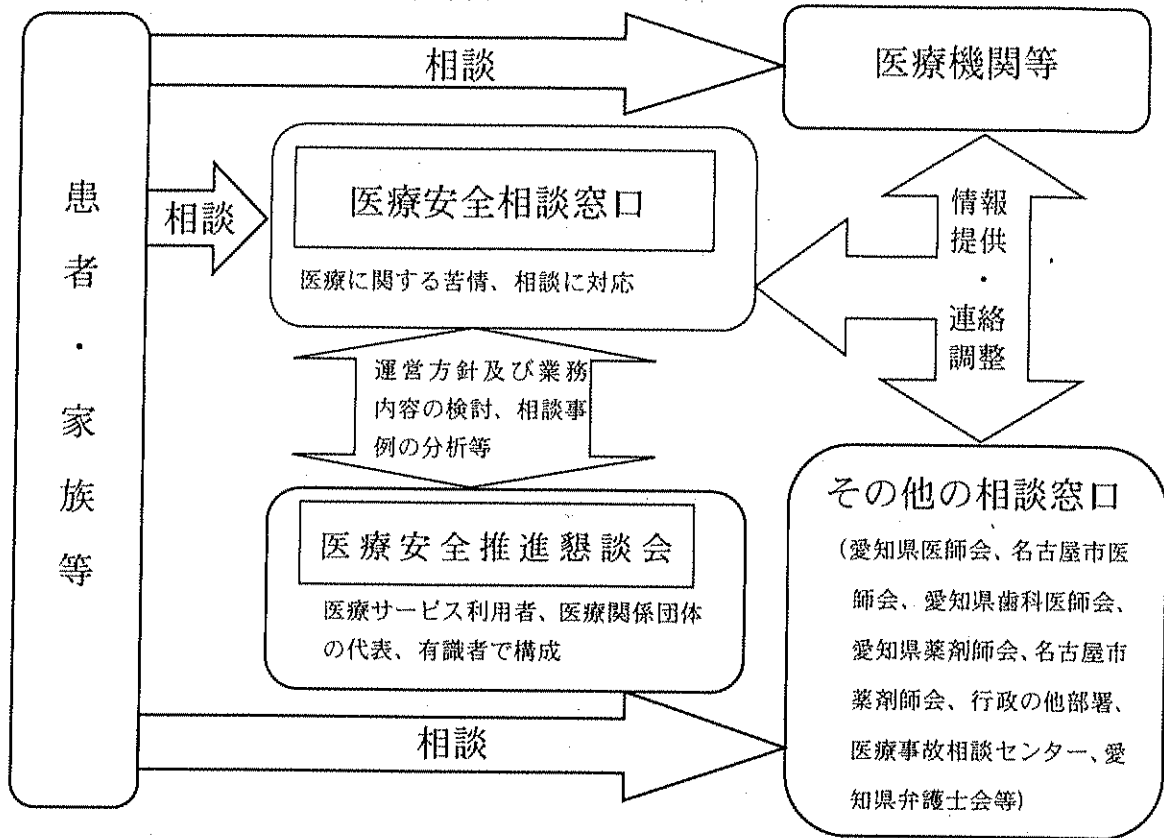 患者・家族等
相談
医療機関等
相談
医療安全相談窓口
医療に関する苦情、相談に対応
情報
提供
・
連絡
調整
運営方針及び業務
内容の検討、相談事
例の分析等
医療安全推進懇談会
医療サービス利用者、医療関係団体
の代表、有識者で構成
その他の相談窓口
(愛知県医師会、名古屋市医
師会、愛知県歯科医師会、
愛知県薬剤師会、名古屋市
薬剤師会、行政の他部署、
医療事故相談センター、愛
知県弁護士会等)
相談